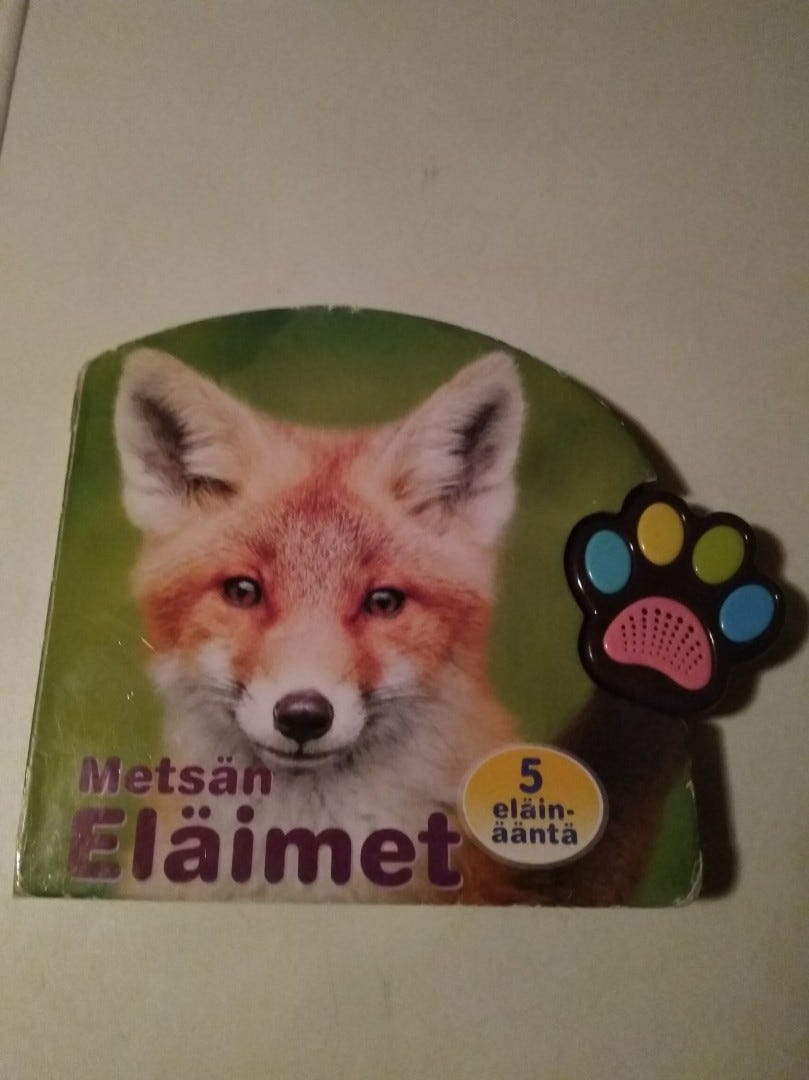 Metsän
Eläimet
5
eläin-
ääntä